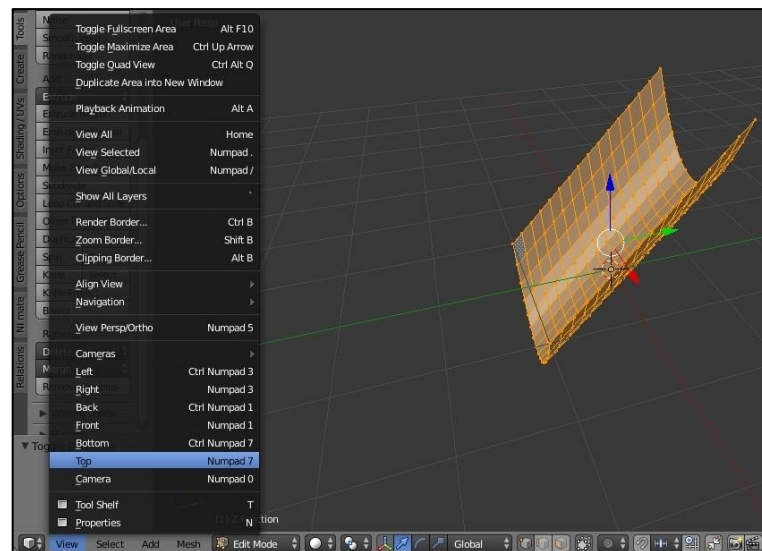 Tools
Create
Shading / UVs
Options
Grease Pencil
NI mate
Relations
Toggle Fullscreen Area Alt F10
Toggle Maximize Area Ctrl Up Arrow
Toggle Quad View Ctrl Alt Q
Duplicate Area into New Window
Playback Animation Alt A
View All Home
View Selected Numpad .
View Global/Local Numpad /
Show All Layers `
Render Border... Ctrl B
Zoom Border... Shift B
Clipping Border... Alt B
Align View
Navigation
View Persp/Ortho Numpad 5
Cameras
Left Ctrl Numpad 3
Right Numpad 3
Back Ctrl Numpad 1
Front Numpad 1
Bottom Ctrl Numpad 7
Top Numpad 7
Camera Numpad 0
Tool Shelf T
Properties N
View Select Add Mesh Edit Mode Global